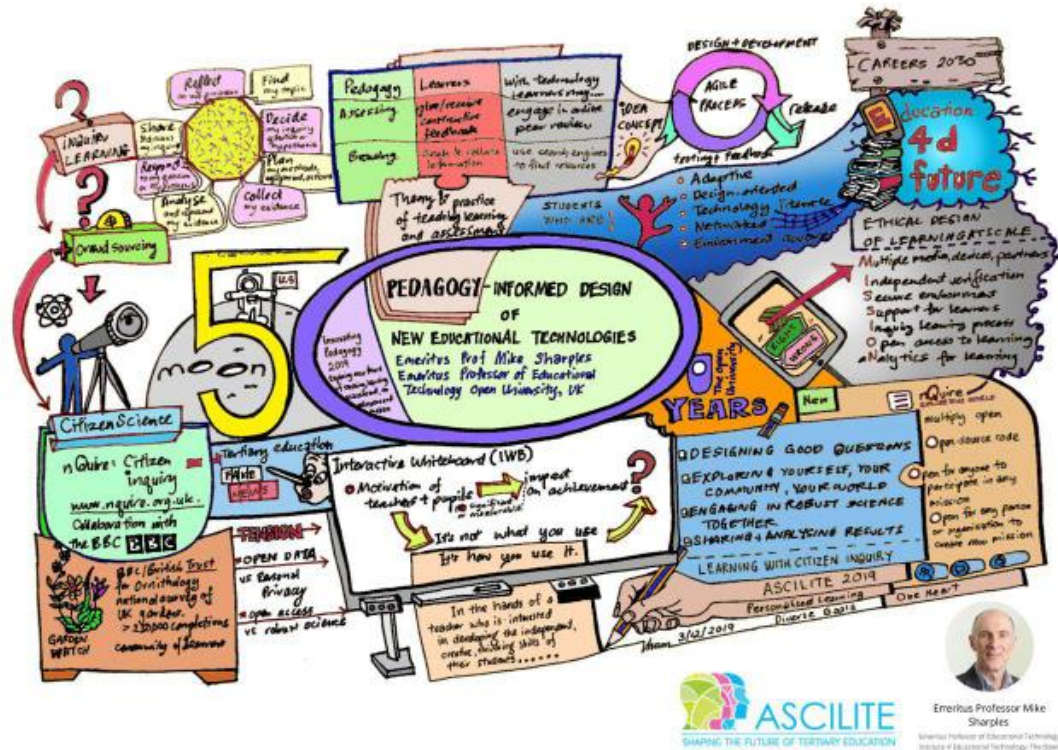 CAREERS 2030
Education
4d
future
DESIGN + DEVELOPMENT
AGILE
PROCESS
release
testing + feedback
IDEA
CONCEPT
Pedagogy
Learners
With technology
learners may...
Assessing
give/receive
constructive
feedback
engage in online
peer review
Browsing
information
use search engines
to find resources
Theory & practice
of teaching learning
and assessment
STUDENTS
WHO ARE!
Adaptive
Design-oriented
Technology literate
Networked
Reflect
Find
my topic
Decide
my inquiry
Plan
Collect
my evidence
Analyse
my evidence
Respond
Share
INQUIRY
LEARNING
Crowd sourcing
5
moon
U.S
PEDAGOGY-INFORMED DESIGN
OF
NEW EDUCATIONAL TECHNOLOGIES
Emeritus Prof Mike Sharples
Emeritus Professor of Educational
Technology Open University, UK
Innovating
Pedagogy
2019
0
The Open
University
YEARS
RIGHT
WRONG
ETHICAL DESIGN
OF LEARNING AT SCALE
Multiple media, devices, partners
Independent verification
Secure environment
Support for learners
Inquiry learning process
Open access to learning
aNalytics for learning
Citizen Science
nQuire: Citizen
inquiry
www.nquire.org.uk.
Collaboration with
the BBC BBC
Tertiary education
FAKE
NEWS
TENSION
OPEN DATA
vs Personal
Privacy
open access
vs robust science
BBC/British Trust
for Ornithology
national survey of
UK gardens
GARDEN
WATCH
Interactive Whiteboard (IWB)
Motivation of
teachers + pupils
impact
on achievement
It's not what you use
It's how you use it.
In the hands of a
teacher who is interested
in developing the independent,
creative, thinking skills of
their students......
New
nQuire
multiply open
Open-source code
Open for anyone to
participate in any
mission
Open for any person
or organisation to
create new mission
DESIGNING GOOD QUESTIONS
EXPLORING YOURSELF, YOUR
COMMUNITY, YOUR WORLD
ENGAGING IN ROBUST SCIENCE
TOGETHER
SHARING + ANALYSING RESULTS
LEARNING WITH CITIZEN INQUIRY
ASCILITE 2019
Personalised Learning
Diverse Goals
One Heart
3/12/2019
ASCILITE
SHAPING THE FUTURE OF TERTIARY EDUCATION
Emeritus Professor Mike
Sharples